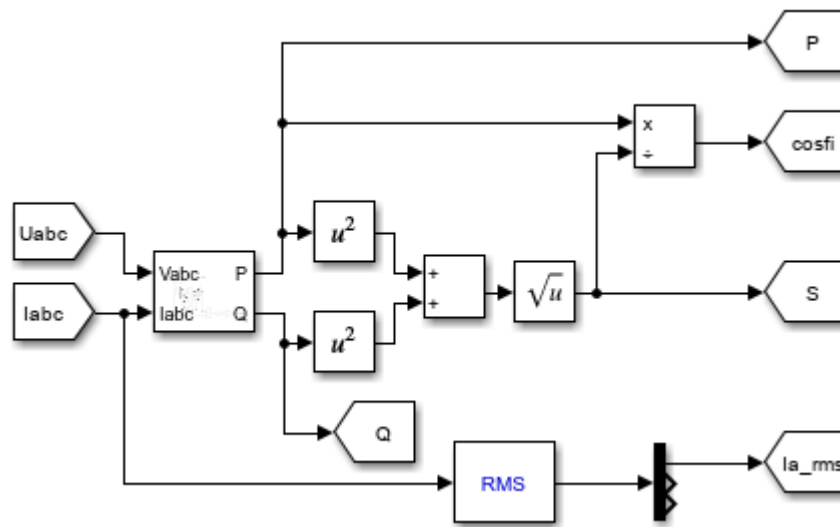 P
x
÷
cosfi
Uabc
Vabc
P
Iabc
Iabc
Q
u²
u²
+
+
√u
S
Q
RMS
Ia_rms